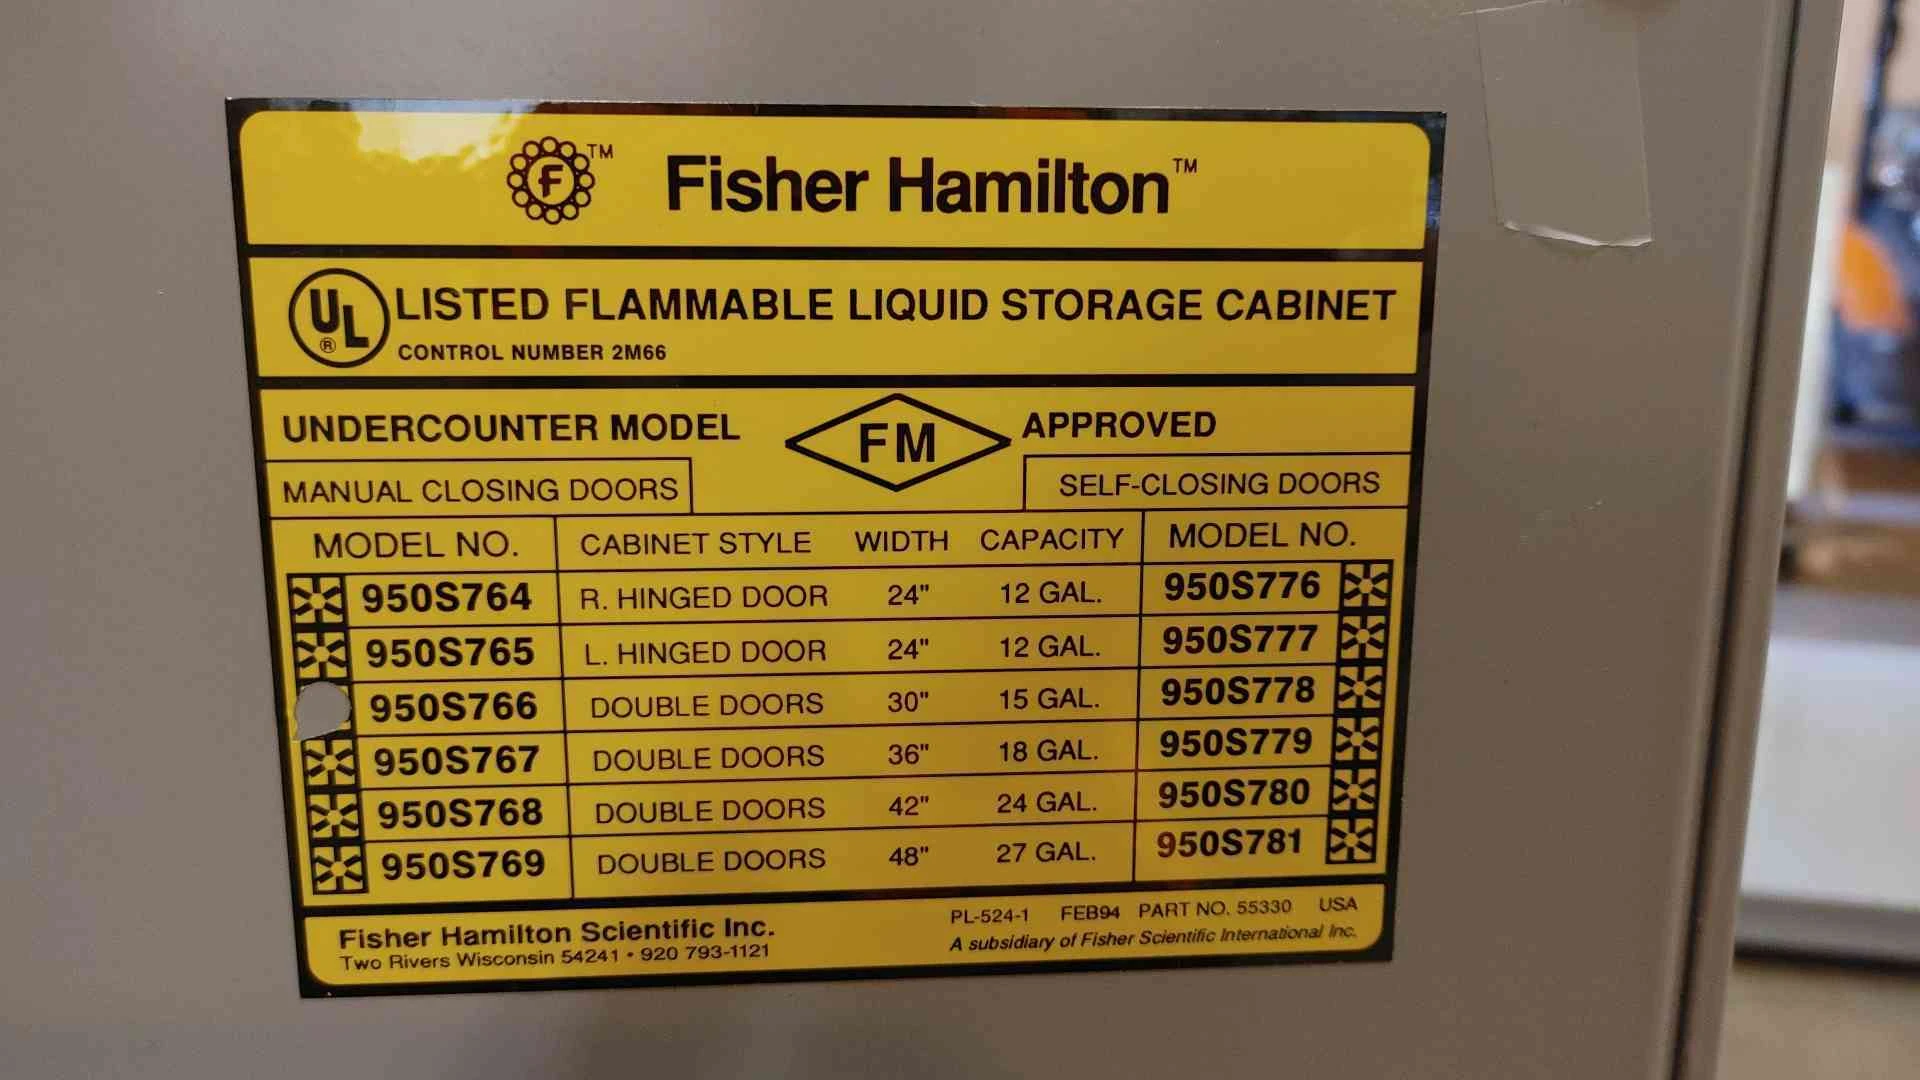 F™ Fisher Hamilton™
UL® LISTED FLAMMABLE LIQUID STORAGE CABINET
CONTROL NUMBER 2M66
UNDERCOUNTER MODEL FM APPROVED
MANUAL CLOSING DOORS SELF-CLOSING DOORS
MODEL NO. CABINET STYLE WIDTH CAPACITY MODEL NO.
950S764 R. HINGED DOOR 24" 12 GAL. 950S776
950S765 L. HINGED DOOR 24" 12 GAL. 950S777
950S766 DOUBLE DOORS 30" 15 GAL. 950S778
950S767 DOUBLE DOORS 36" 18 GAL. 950S779
950S768 DOUBLE DOORS 42" 24 GAL. 950S780
950S769 DOUBLE DOORS 48" 27 GAL. 950S781
Fisher Hamilton Scientific Inc.
Two Rivers Wisconsin 54241 • 920 793-1121
PL-524-1 FEB94 PART NO. 55330 USA
A subsidiary of Fisher Scientific International Inc.